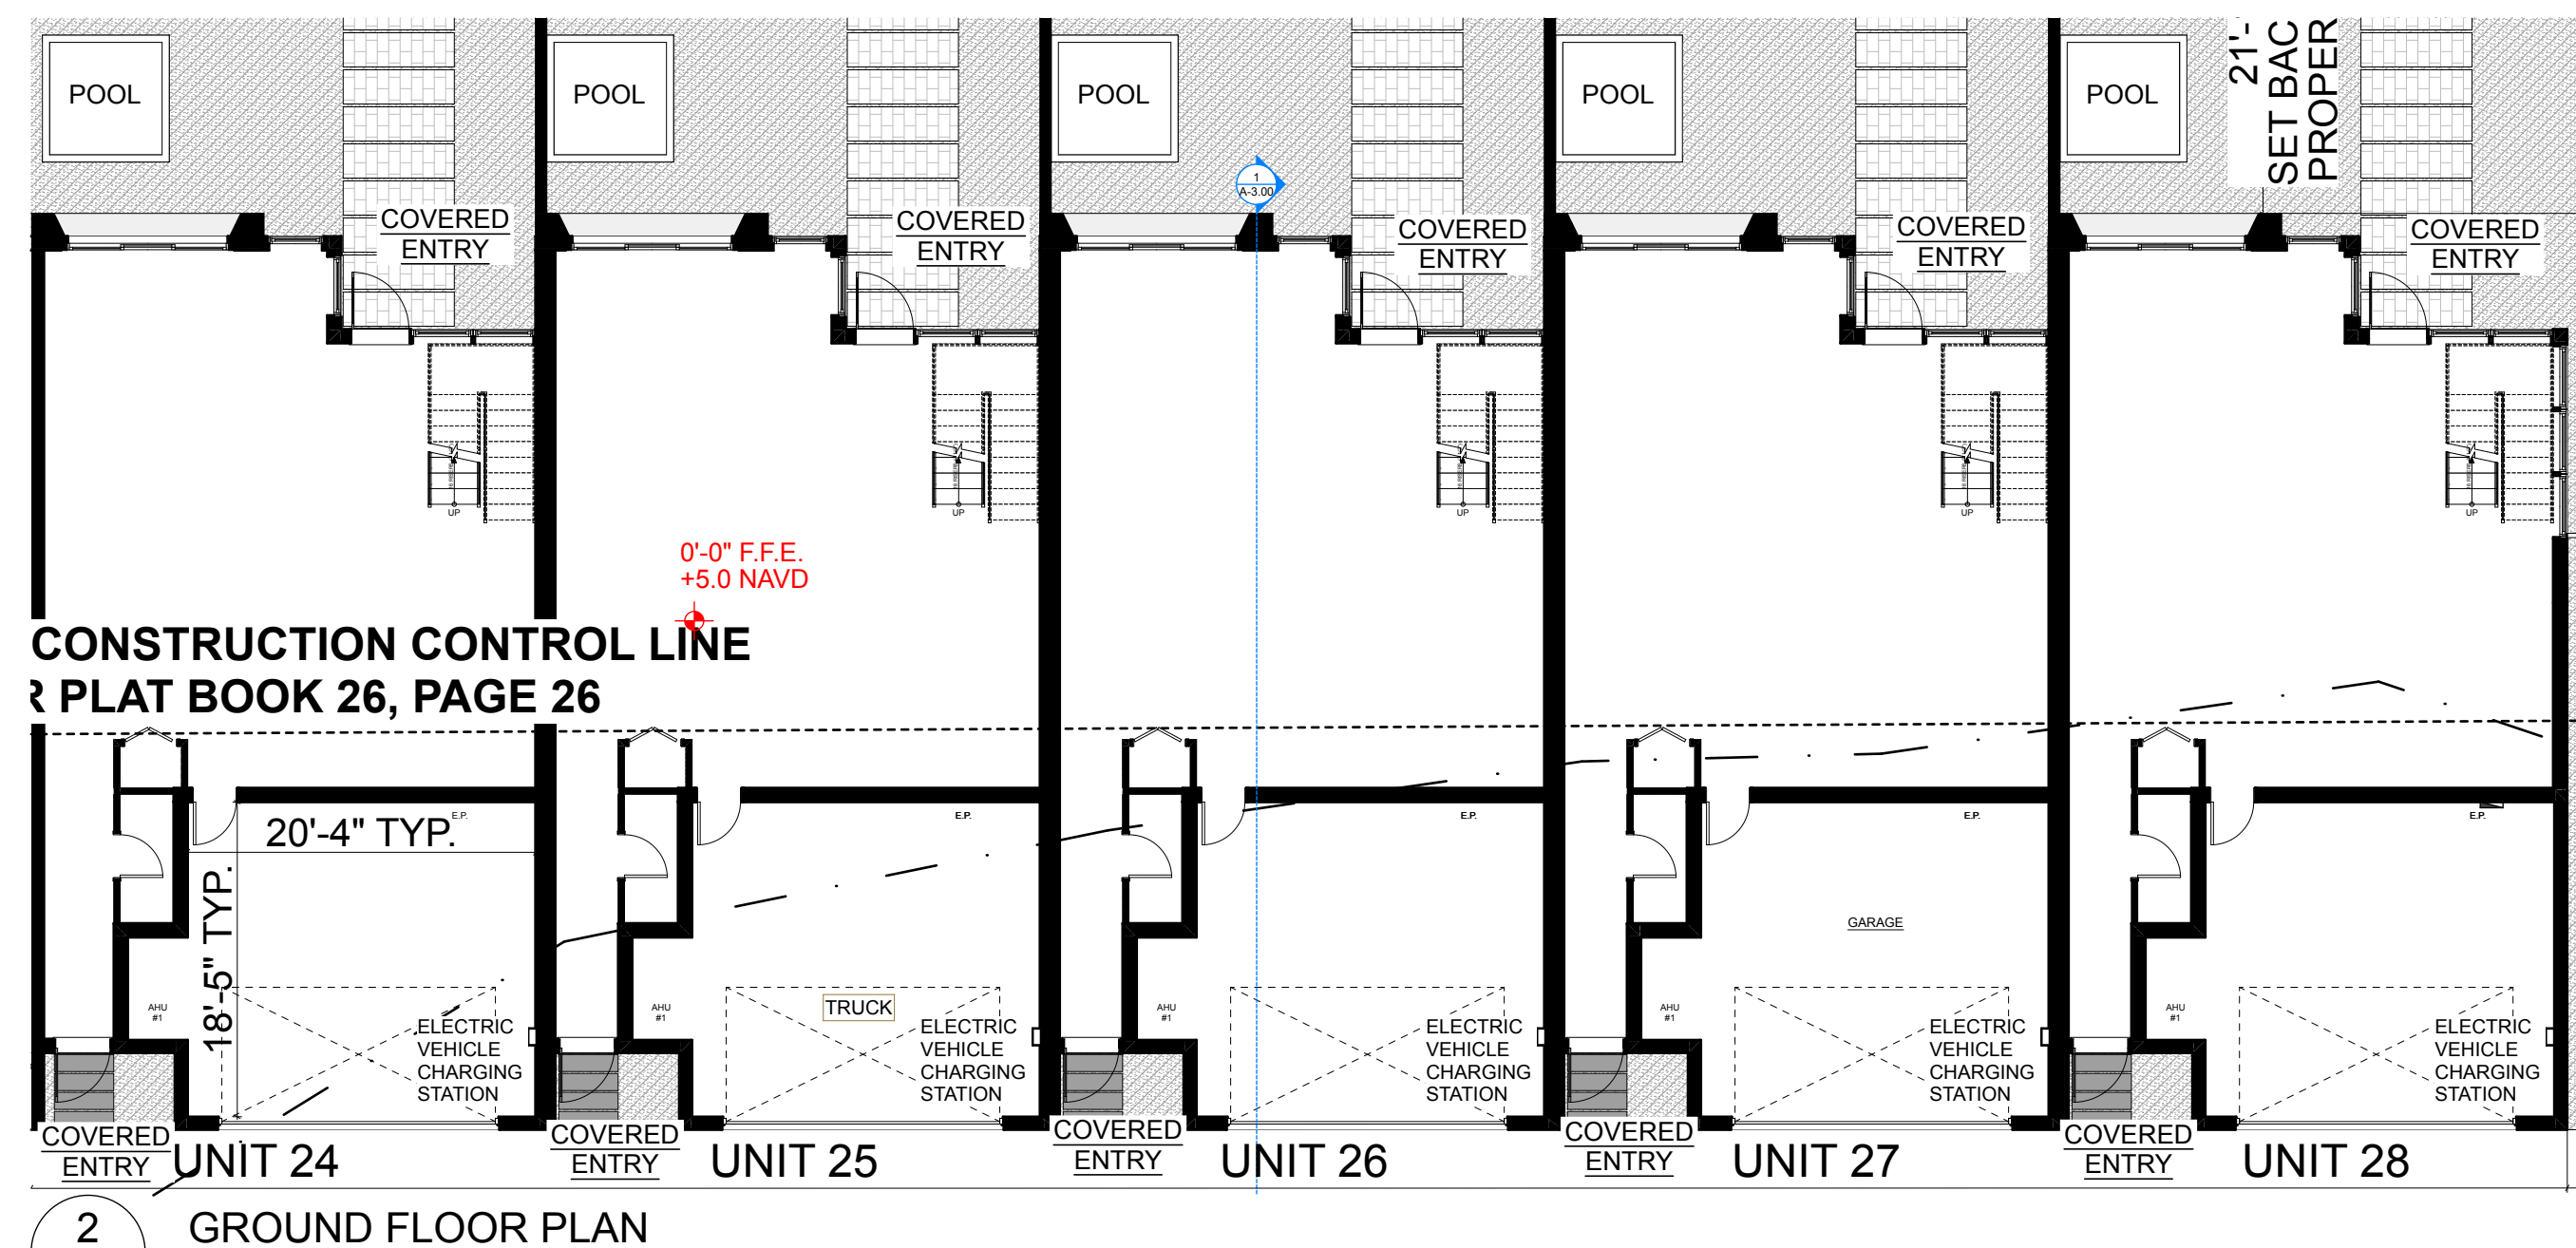 POOL
POOL
POOL
POOL
POOL
21'-
SET BAC
PROPER
1
A-3.00
COVERED
ENTRY
COVERED
ENTRY
COVERED
ENTRY
COVERED
ENTRY
COVERED
ENTRY
UP
UP
UP
UP
UP
0'-0" F.F.E.
+5.0 NAVD
CONSTRUCTION CONTROL LINE
R PLAT BOOK 26, PAGE 26
E.P.
E.P.
E.P.
E.P.
E.P.
20'-4" TYP.
18'-5" TYP.
GARAGE
AHU
#1
AHU
#1
AHU
#1
AHU
#1
AHU
#1
TRUCK
ELECTRIC
VEHICLE
CHARGING
STATION
ELECTRIC
VEHICLE
CHARGING
STATION
ELECTRIC
VEHICLE
CHARGING
STATION
ELECTRIC
VEHICLE
CHARGING
STATION
ELECTRIC
VEHICLE
CHARGING
STATION
COVERED
ENTRY
UNIT 24
COVERED
ENTRY
UNIT 25
COVERED
ENTRY
UNIT 26
COVERED
ENTRY
UNIT 27
COVERED
ENTRY
UNIT 28
2
GROUND FLOOR PLAN